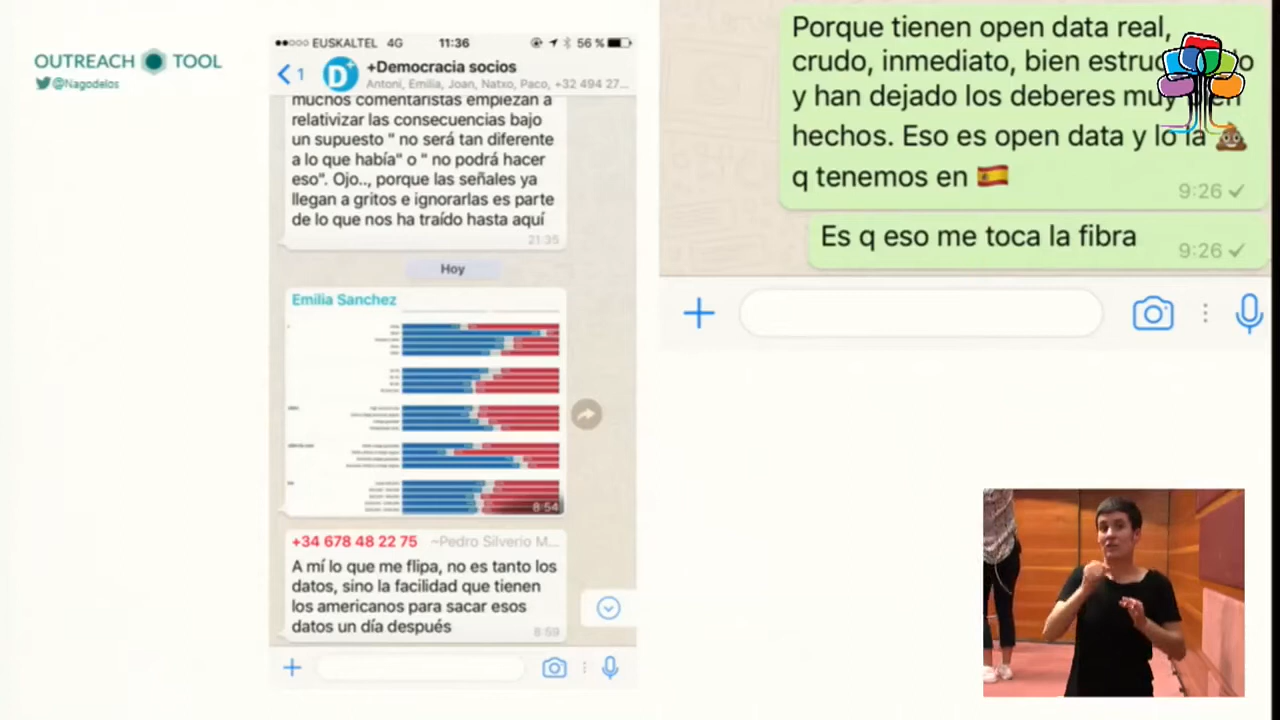 OUTREACH TOOL
@Nagodelos
EUSKALTEL 4G 11:36 56 %
1
+Democracia socios
Antoni, Emilia, Joan, Natxo, Paco, +32 494 27...
muchos comentaristas empiezan a
relativizar las consecuencias bajo
un supuesto " no será tan diferente
a lo que había" o " no podrá hacer
eso". Ojo.., porque las señales ya
llegan a gritos e ignorarlas es parte
de lo que nos ha traído hasta aquí
21:35
Hoy
Emilia Sanchez
8:54
+34 678 48 22 75 ~Pedro Silverio M...
A mí lo que me flipa, no es tanto los
datos, sino la facilidad que tienen
los americanos para sacar esos
datos un día después
8:59
Porque tienen open data real,
crudo, inmediato, bien estructurado
y han dejado los deberes muy bien
hechos. Eso es open data y lo la 💩
q tenemos en 🇪🇸
9:26
Es q eso me toca la fibra
9:26